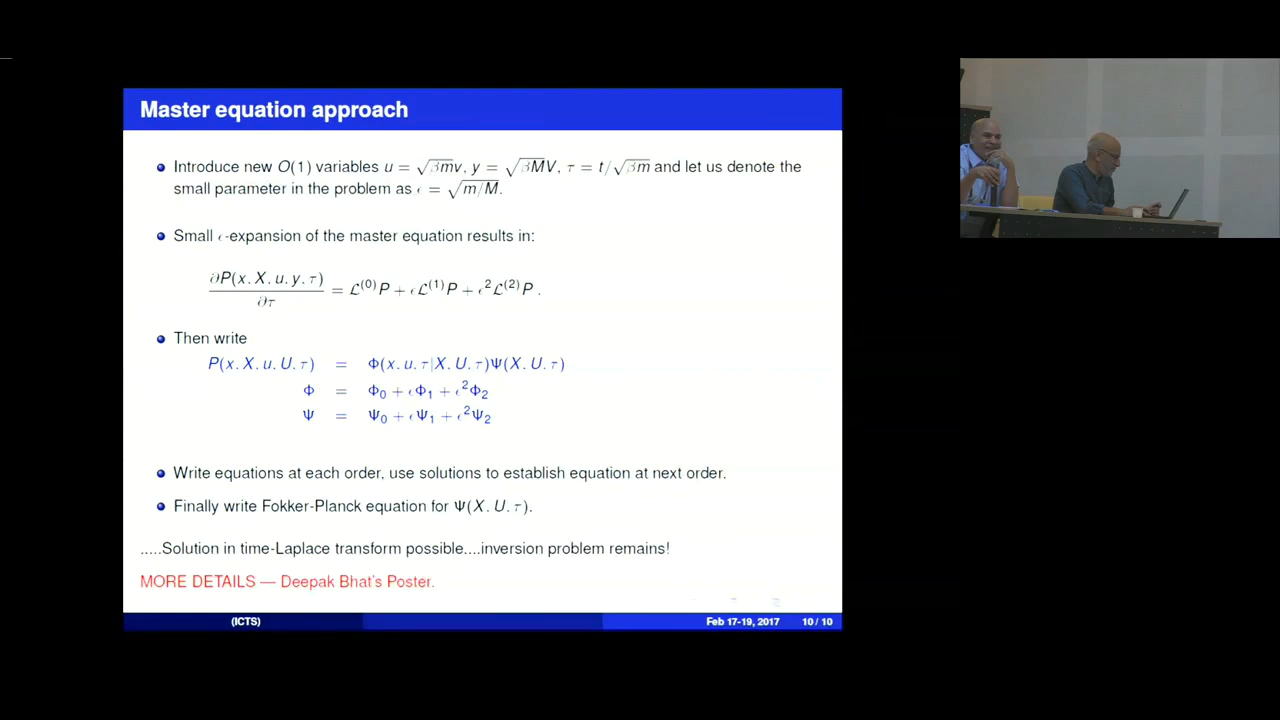 Master equation approach
Introduce new O(1) variables u = √βmv, y = √βMV, τ = t/√βm and let us denote the
small parameter in the problem as ϵ = √m/M.
Small ϵ-expansion of the master equation results in:
∂P(x, X, u, y, τ)/∂τ = ℒ⁽⁰⁾P + ϵℒ⁽¹⁾P + ϵ²ℒ⁽²⁾P .
Then write
P(x, X, u, U, τ) = Φ(x, u, τ|X, U, τ)Ψ(X, U, τ)
Φ = Φ₀ + ϵΦ₁ + ϵ²Φ₂
Ψ = Ψ₀ + ϵΨ₁ + ϵ²Ψ₂
Write equations at each order, use solutions to establish equation at next order.
Finally write Fokker-Planck equation for Ψ(X, U, τ).
.....Solution in time-Laplace transform possible....inversion problem remains!
MORE DETAILS — Deepak Bhat's Poster.
(ICTS) Feb 17-19, 2017 10 / 10